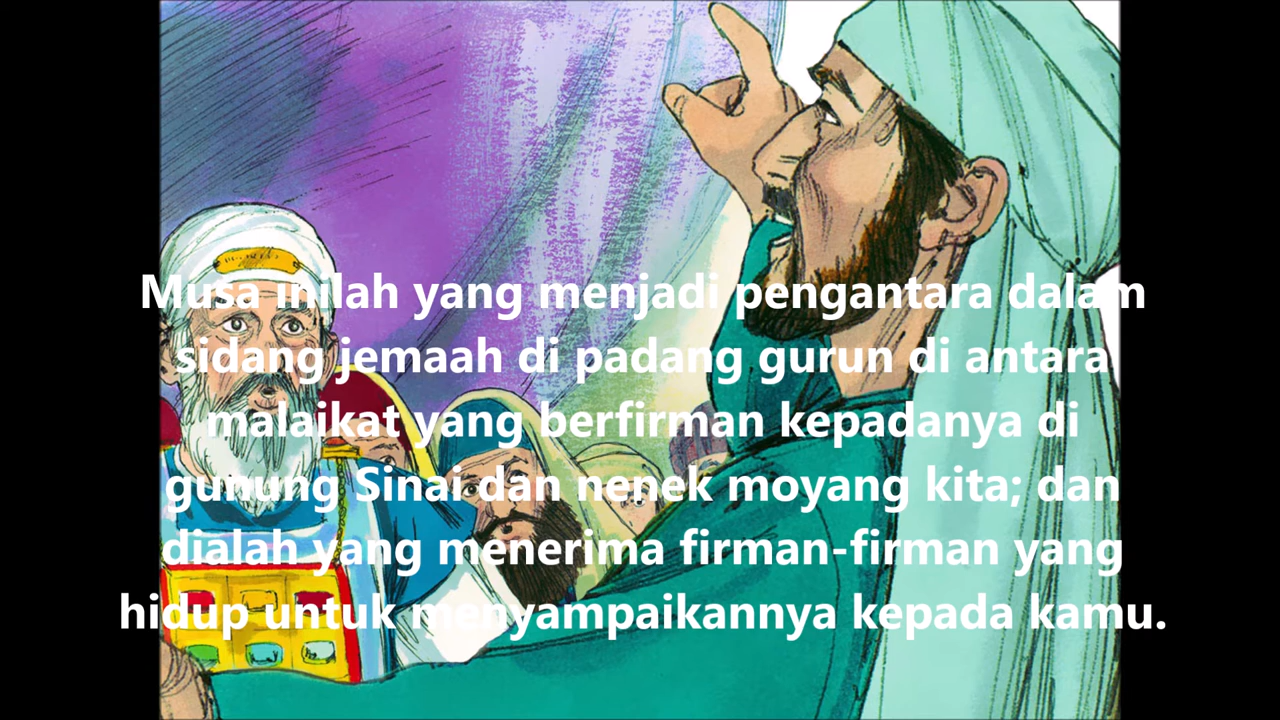 Musa inilah yang menjadi pengantara dalam
sidang jemaah di padang gurun di antara
malaikat yang berfirman kepadanya di
gunung Sinai dan nenek moyang kita; dan
dialah yang menerima firman-firman yang
hidup untuk menyampaikannya kepada kamu.